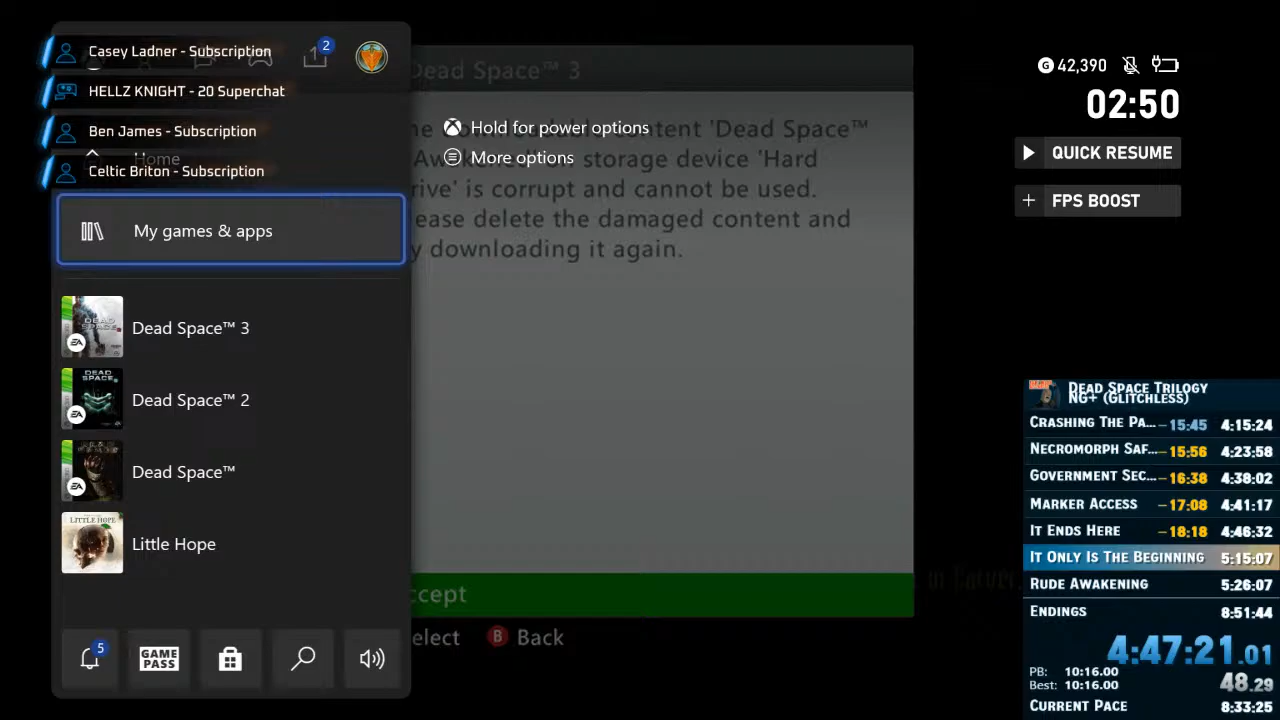 Casey Ladner - Subscription
2
HELLZ KNIGHT - 20 Superchat
Ben James - Subscription
Home
Celtic Briton - Subscription
My games & apps
Dead Space™ 3
Dead Space™ 2
Dead Space™
Little Hope
5
GAME PASS
Dead Space™ 3
Hold for power options
More options
content 'Dead Space™
storage device 'Hard
is corrupt and cannot be used.
delete the damaged content and
downloading it again.
B Back
G 42,390
02:50
QUICK RESUME
FPS BOOST
Dead Space Trilogy
NG+ (Glitchless)
Crashing The Pa... -15:45 4:15:24
Necromorph Saf... -15:56 4:23:58
Government Sec... -16:38 4:38:02
Marker Access -17:08 4:41:17
It Ends Here -18:18 4:46:32
It Only Is The Beginning 5:15:07
Rude Awakening 5:26:07
Endings 8:51:44
4:47:21.01
PB: 10:16.00
Best: 10:16.00
48.29
Current Pace 8:33:25